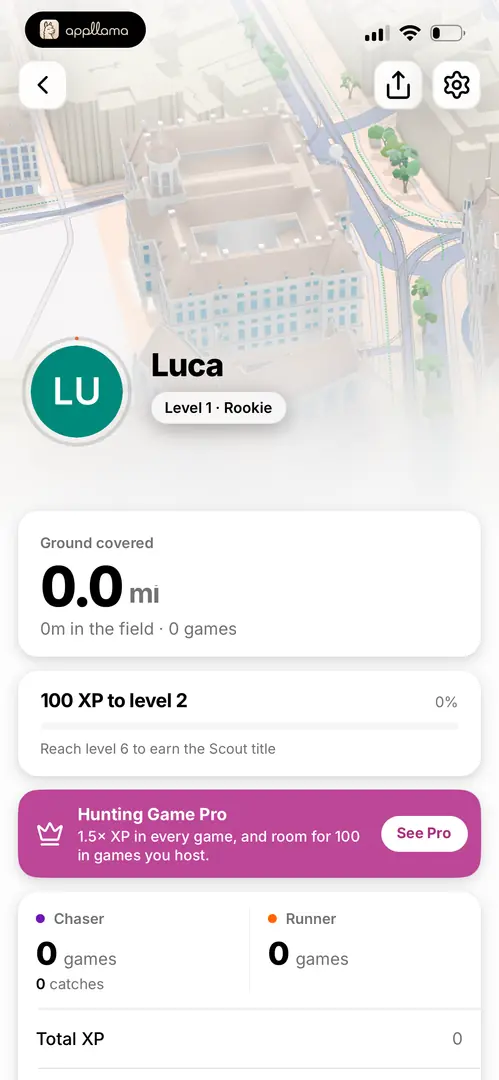 appllama
LU
Luca
Level 1 · Rookie
Ground covered
0.0 mi
0m in the field · 0 games
100 XP to level 2
0%
Reach level 6 to earn the Scout title
Hunting Game Pro
1.5× XP in every game, and room for 100
in games you host.
See Pro
Chaser
0 games
0 catches
Runner
0 games
Total XP
0